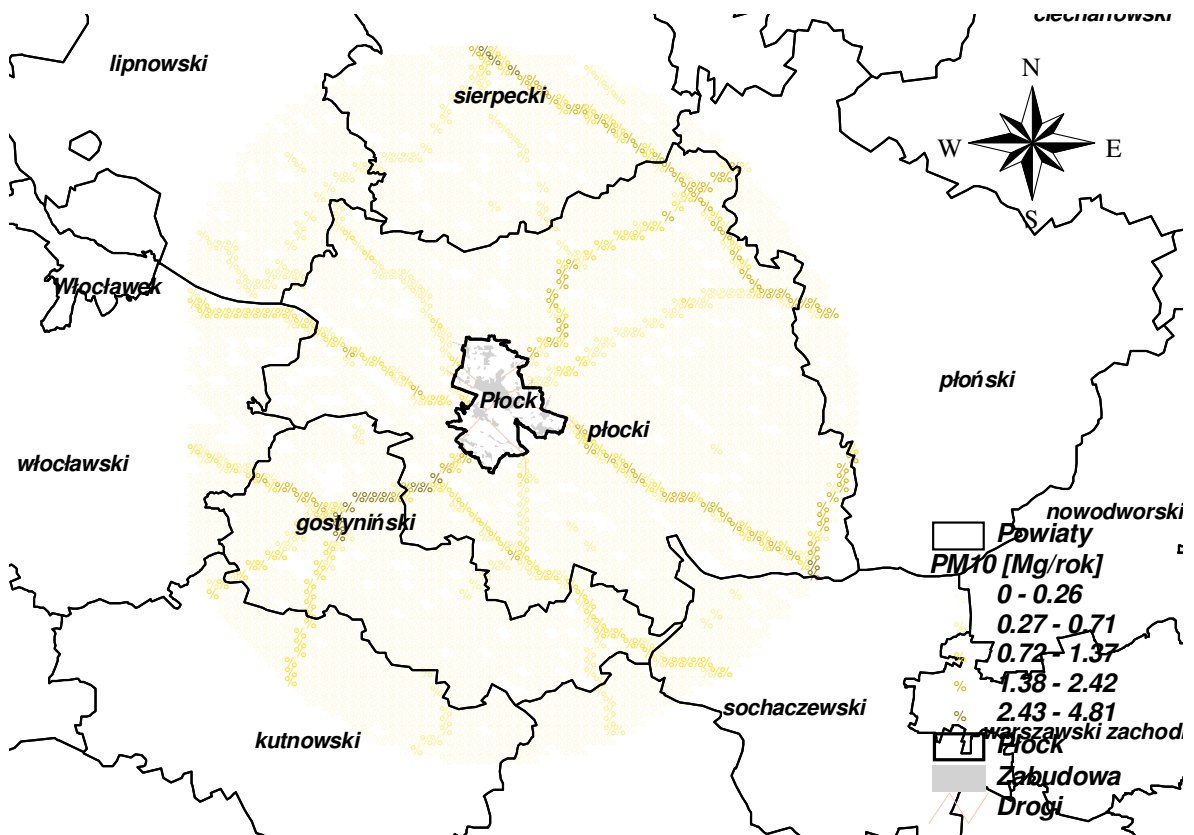 ciechanowski
lipnowski
sierpecki
N
W E
S
Włocławek
płoński
Płock
płocki
włocławski
gostyniński
nowodworski
Powiaty
PM10 [Mg/rok]
0 - 0.26
0.27 - 0.71
0.72 - 1.37
1.38 - 2.42
2.43 - 4.81
sochaczewski
warszawski zachodni
kutnowski
Płock
Zabudowa
Drogi